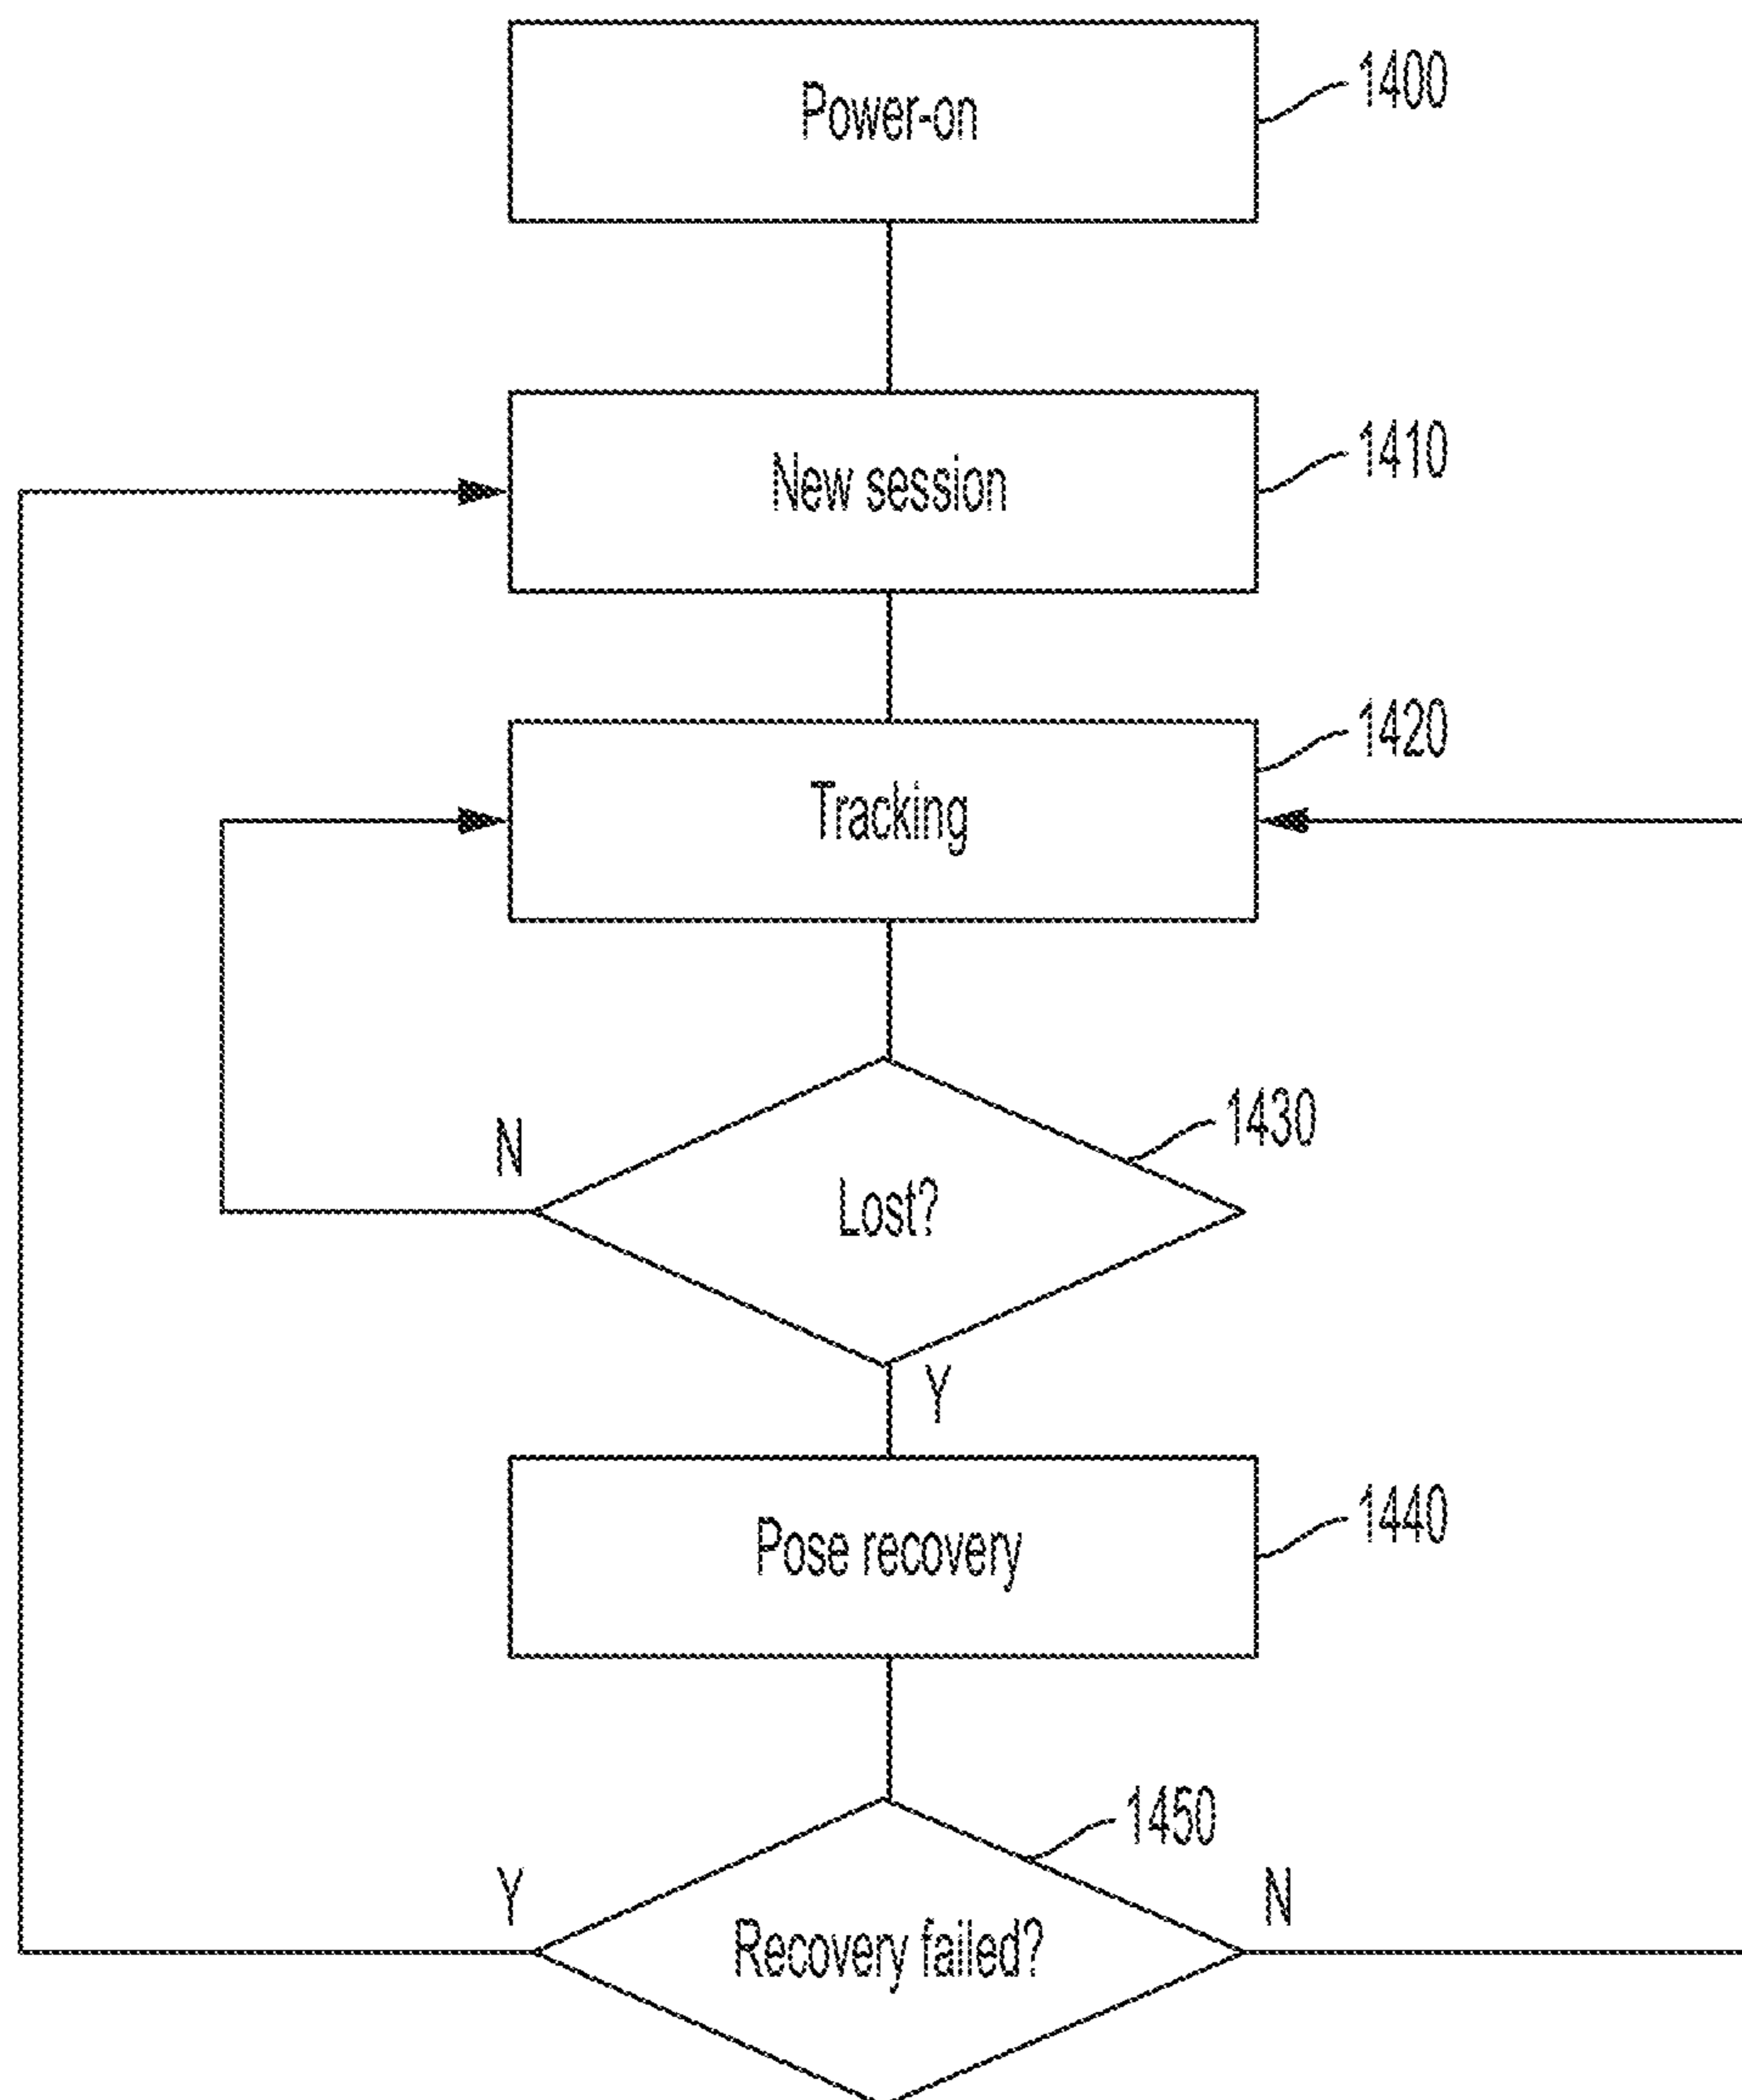 Power-on
1400
New session
1410
1420
Tracking
1430
N
Lost?
Y
Pose recovery
1440
1450
Y
N
Recovery failed?